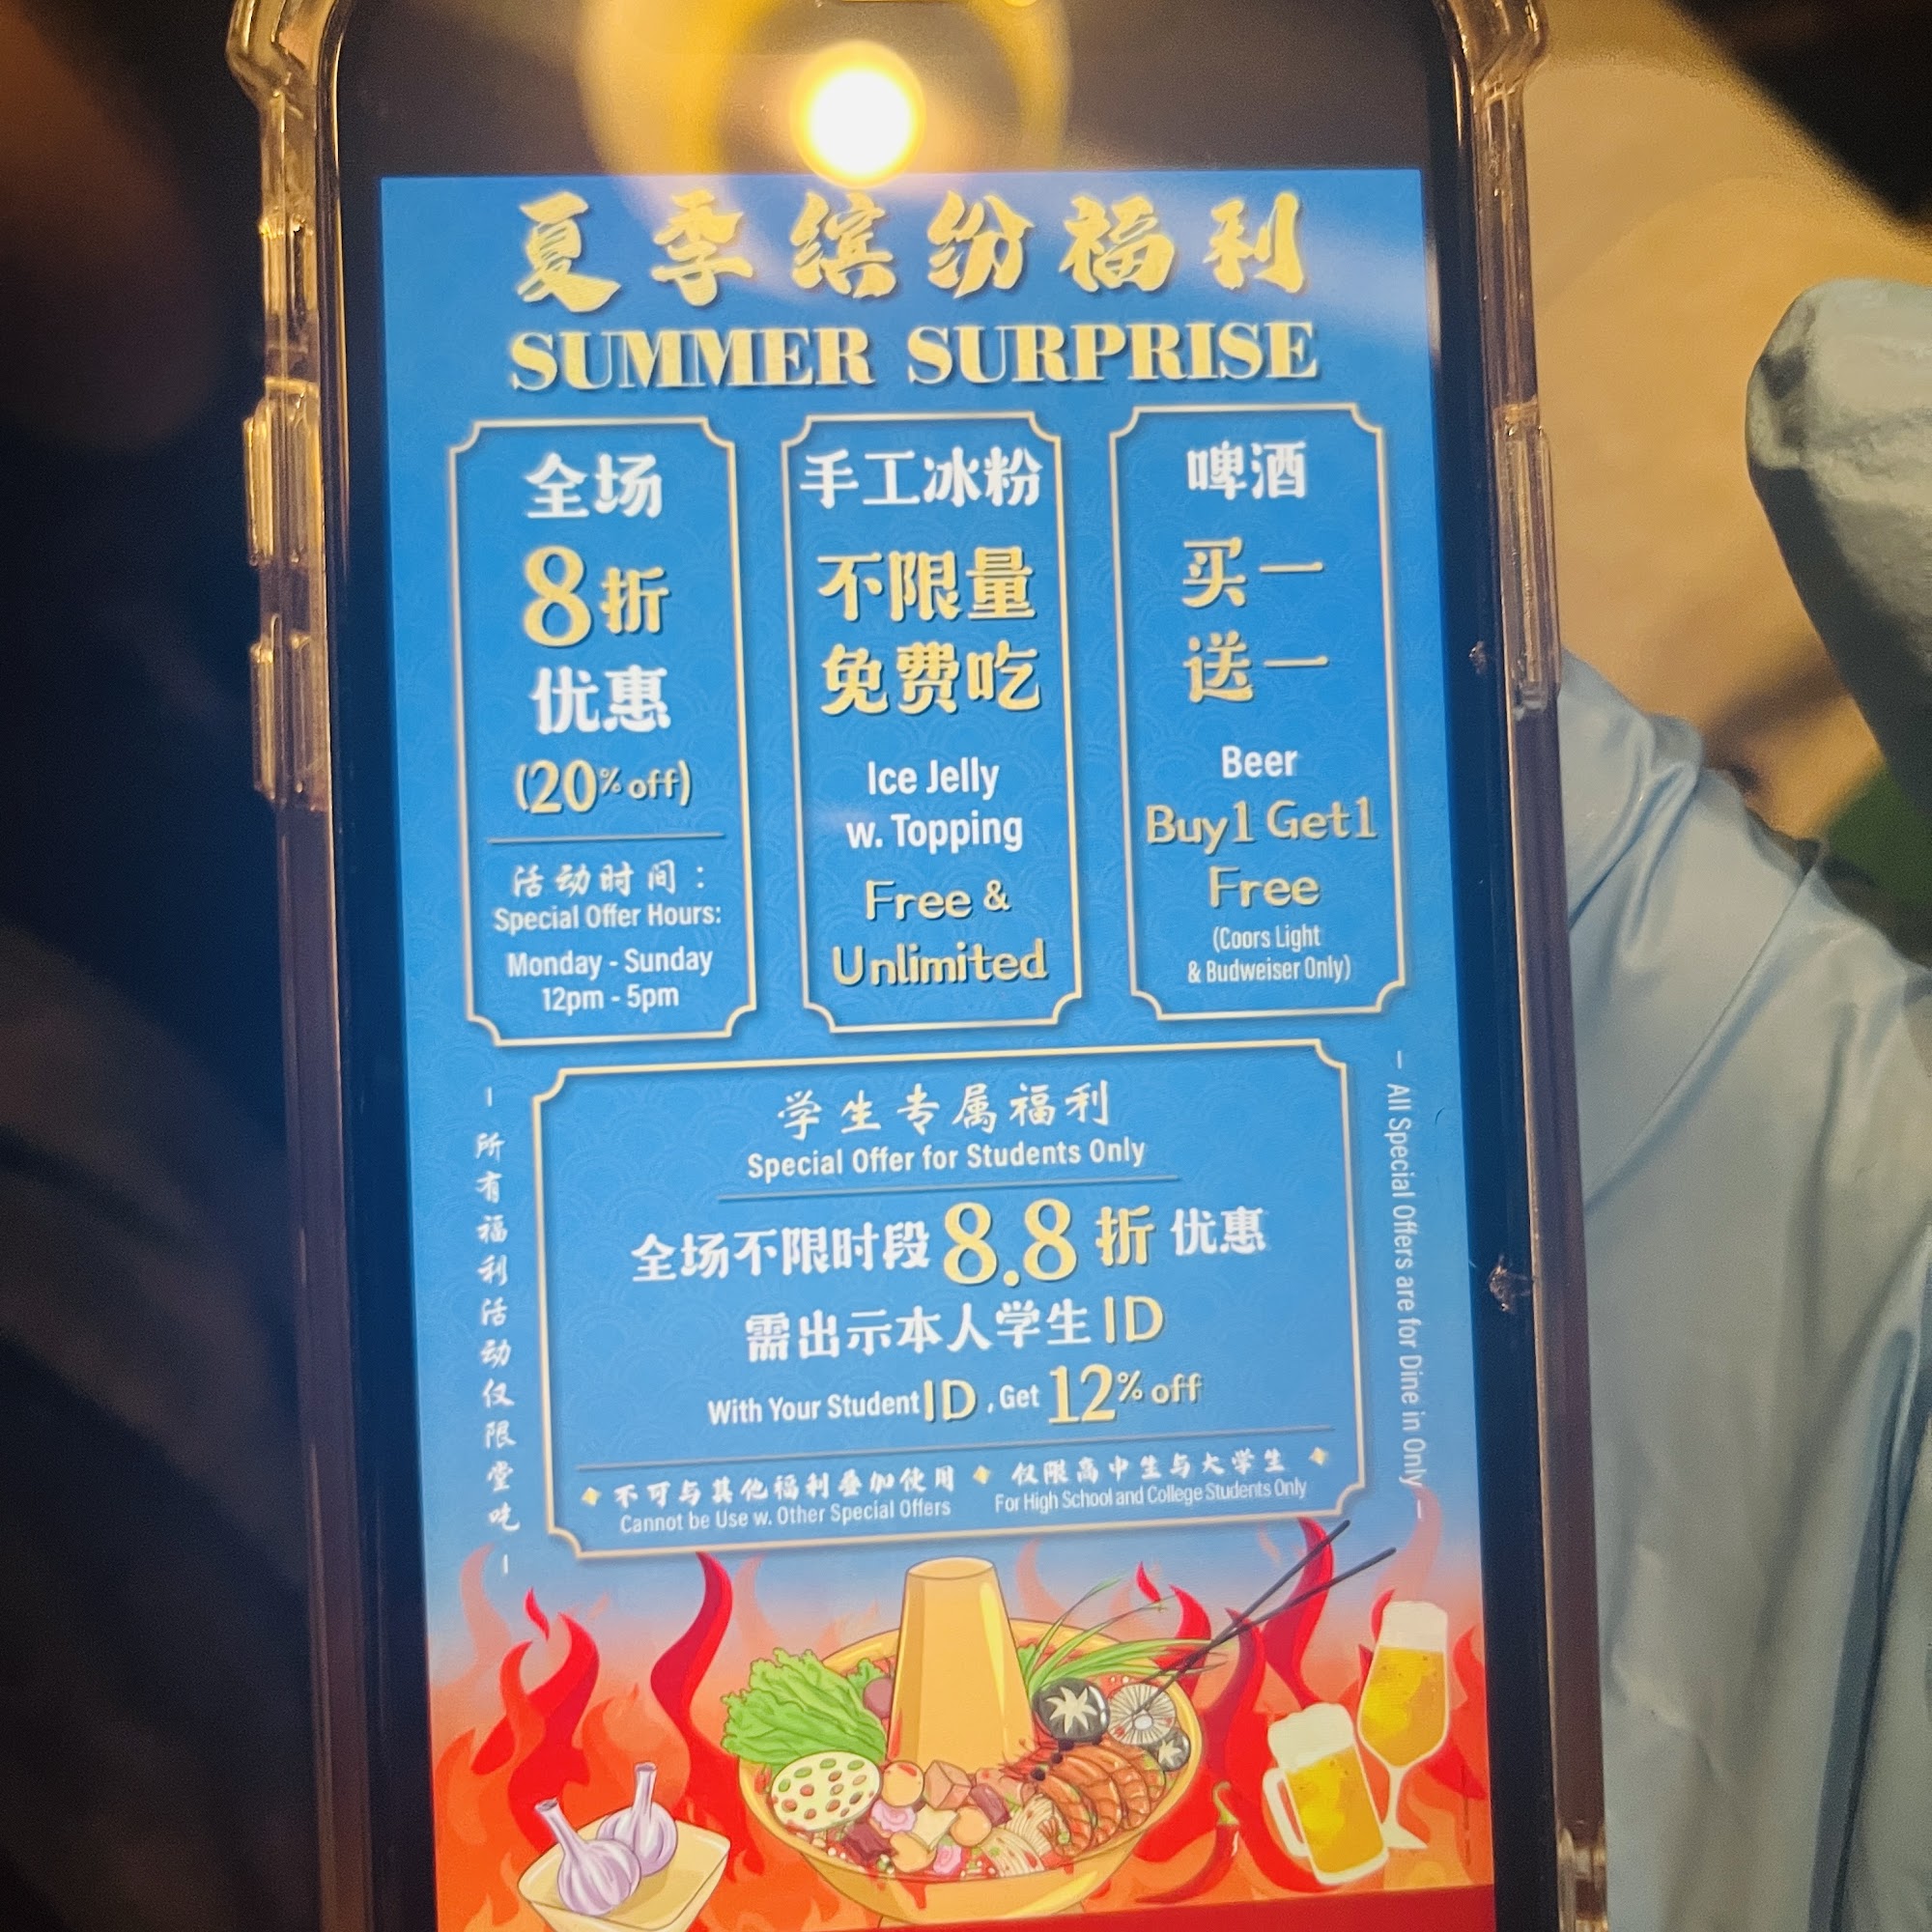 夏季缤纷福利
SUMMER SURPRISE
全场
8折
优惠
(20% off)
活动时间：
Special Offer Hours:
Monday - Sunday
12pm - 5pm
手工冰粉
不限量
免费吃
Ice Jelly
w. Topping
Free &
Unlimited
啤酒
买一
送一
Beer
Buy1 Get1
Free
(Coors Light
& Budweiser Only)
- 所有福利活动仅限堂吃 -
学生专属福利
Special Offer for Students Only
全场不限时段 8.8 折 优惠
需出示本人学生ID
With Your Student ID , Get 12% off
不可与其他福利叠加使用
Cannot be Use w. Other Special Offers
仅限高中生与大学生
For High School and College Students Only
- All Special Offers are for Dine in Only -